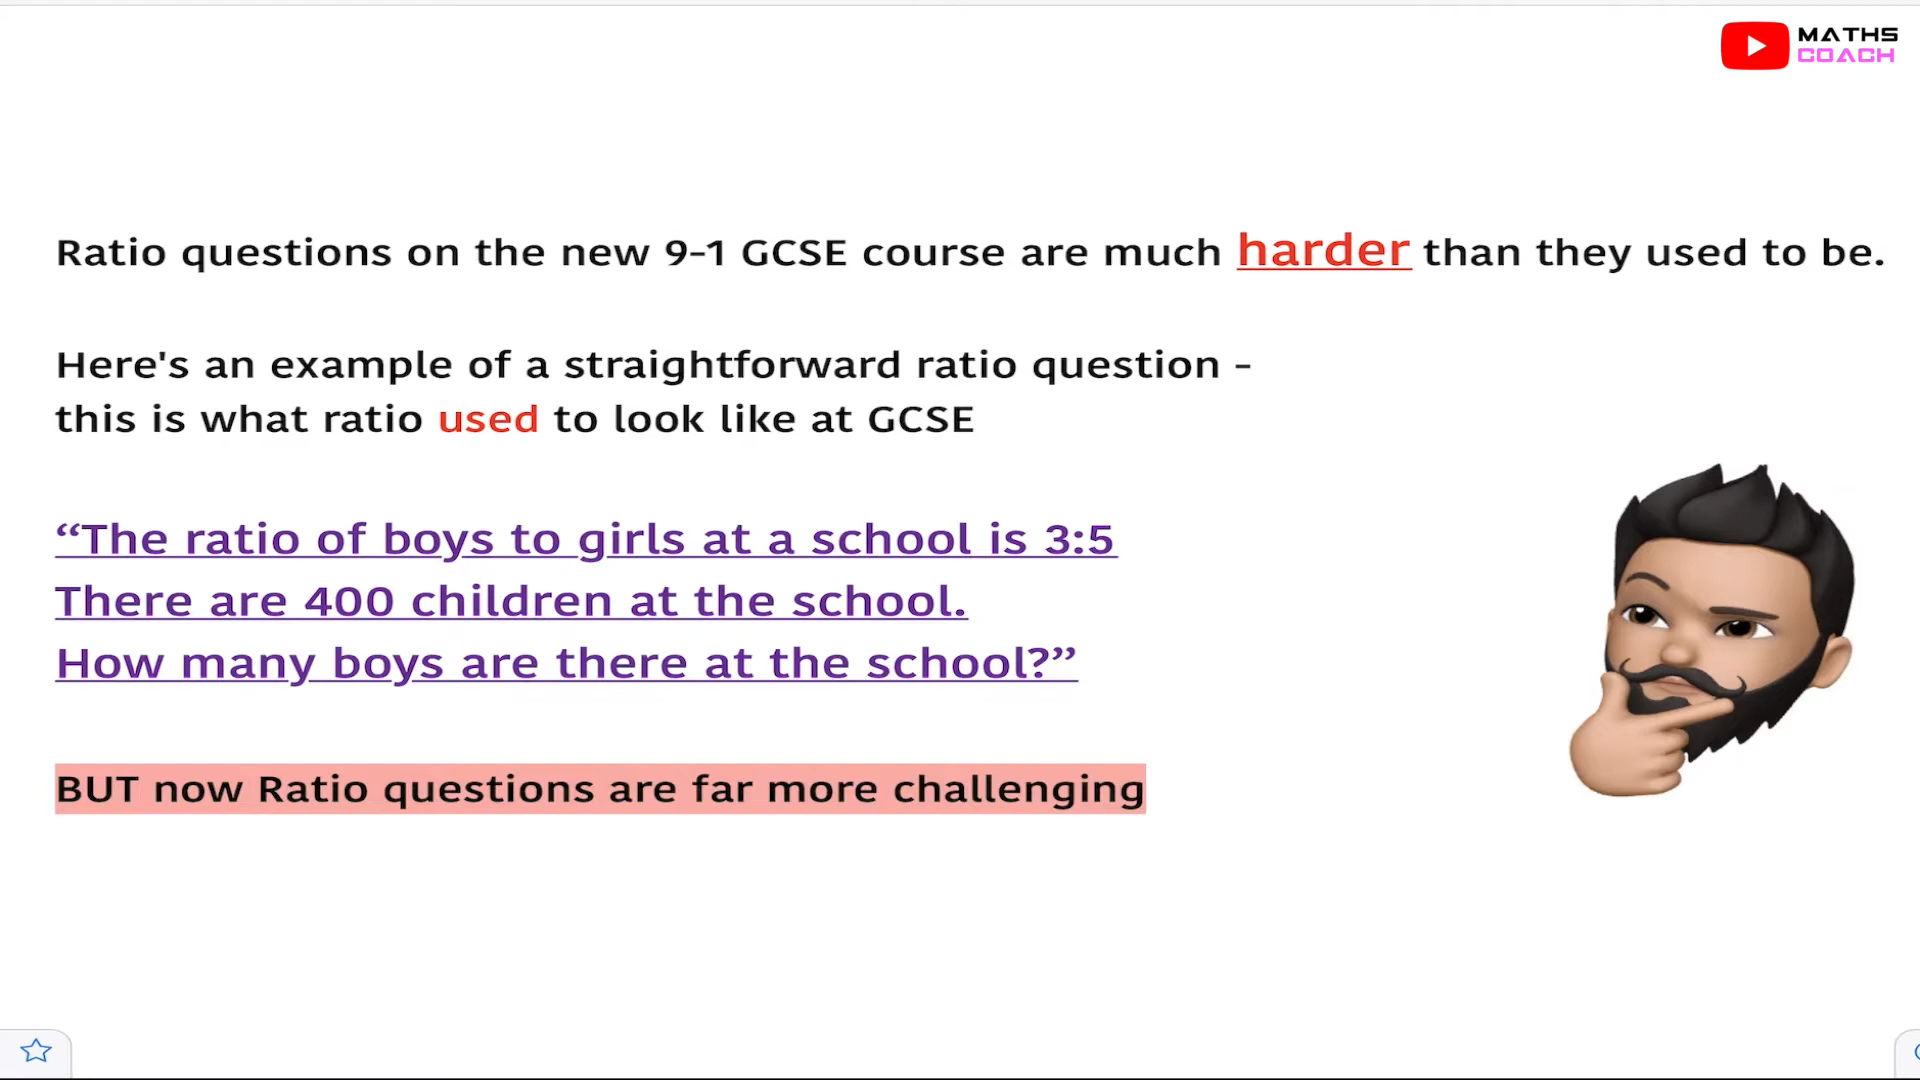 MATHS
COACH
Ratio questions on the new 9-1 GCSE course are much harder than they used to be.
Here's an example of a straightforward ratio question -
this is what ratio used to look like at GCSE
“The ratio of boys to girls at a school is 3:5
There are 400 children at the school.
How many boys are there at the school?”
BUT now Ratio questions are far more challenging